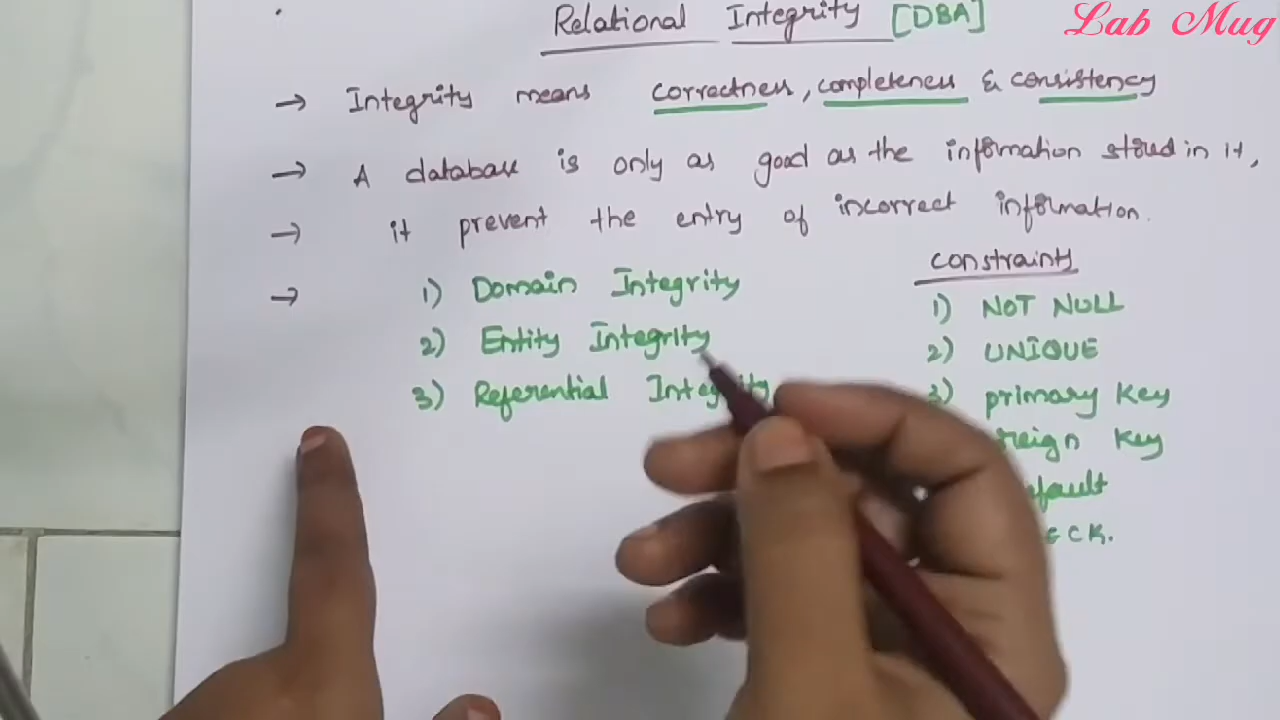 Relational Integrity [DBA]
Lab Mug
→ Integrity means correctness, completeness & consistency
→ A database is only as good as the information stored in it,
→ it prevent the entry of incorrect information.
→ 1) Domain Integrity
2) Entity Integrity
3) Referential Integrity
constraints
1) NOT NULL
2) UNIQUE
3) primary Key
Key